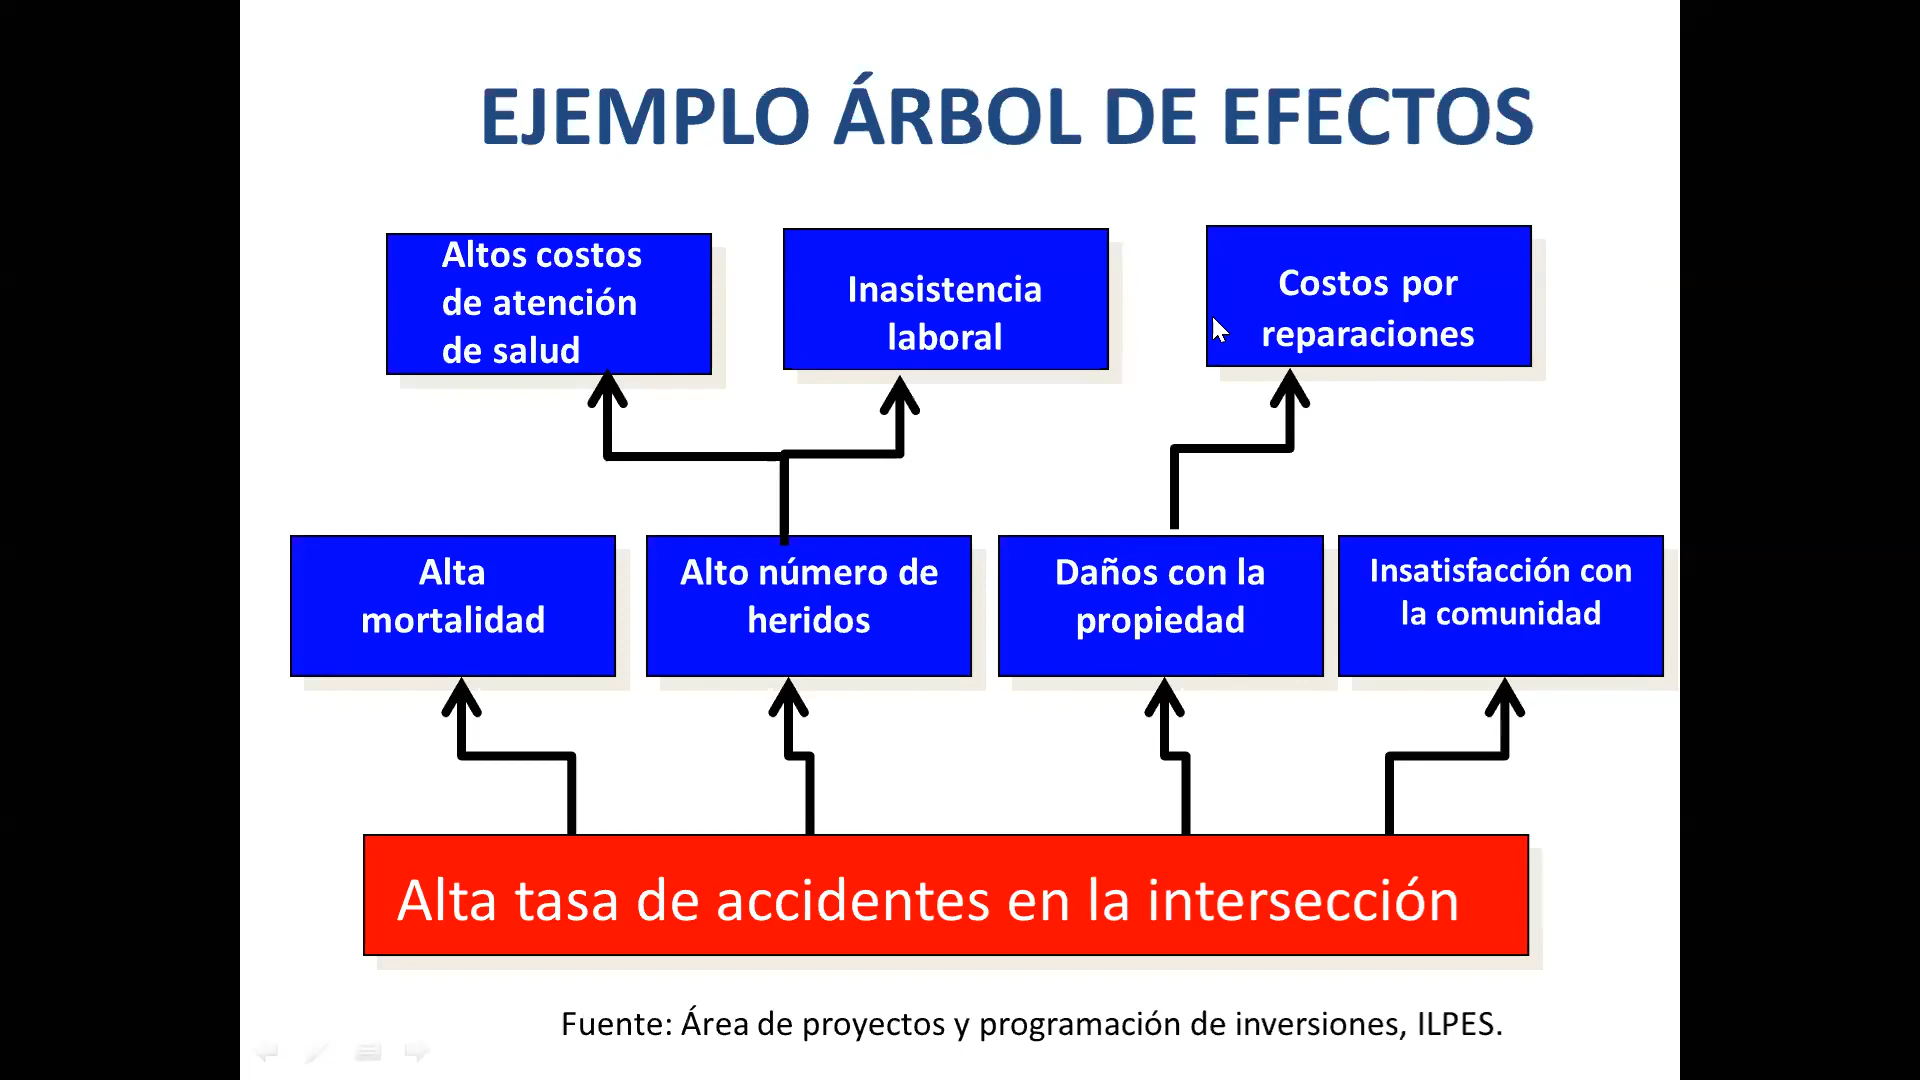 EJEMPLO ÁRBOL DE EFECTOS
Altos costos
de atención
de salud
Inasistencia
laboral
Costos por
reparaciones
Alta
mortalidad
Alto número de
heridos
Daños con la
propiedad
Insatisfacción con
la comunidad
Alta tasa de accidentes en la intersección
Fuente: Área de proyectos y programación de inversiones, ILPES.